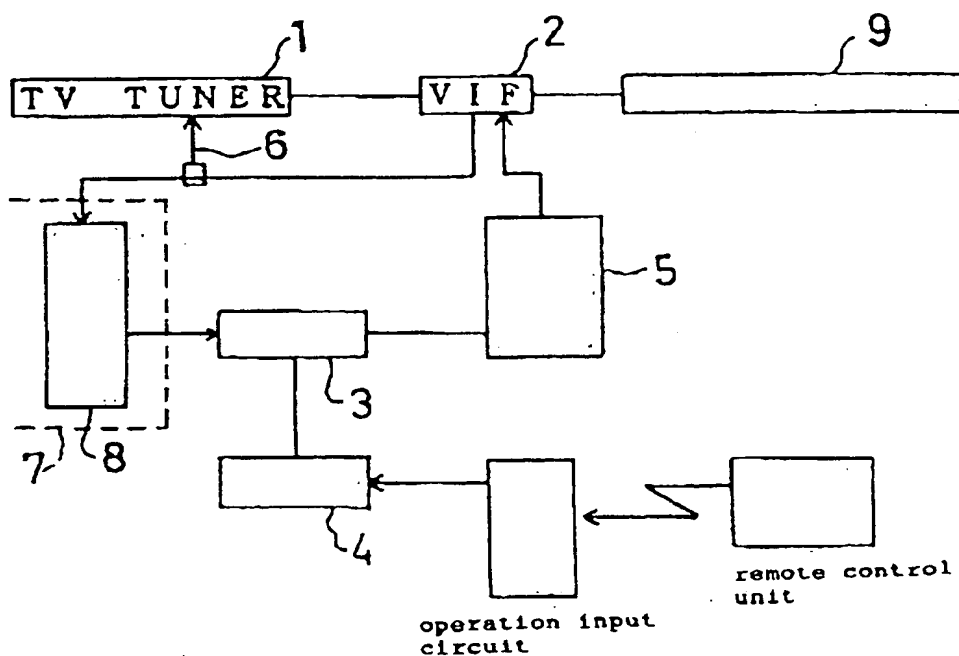 1
2
9
TV TUNER
VIF
6
5
3
7
8
4
remote control
unit
operation input
circuit